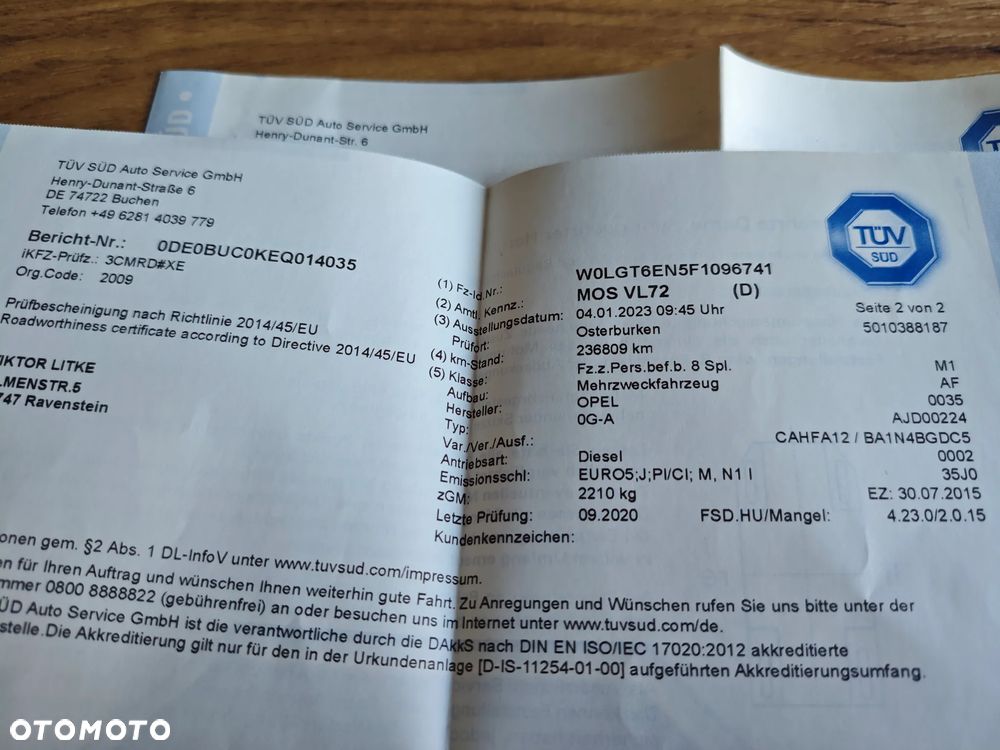 TÜV SÜD Auto Service GmbH
Henry-Dunant-Str. 6
TÜV SÜD Auto Service GmbH
Henry-Dunant-Straße 6
DE 74722 Buchen
Telefon +49 6281 4039 779
Bericht-Nr.: 0DE0BUC0KEQ014035
iKFZ-Prüfz.: 3CMRD#XE
Org.Code: 2009
Prüfbescheinigung nach Richtlinie 2014/45/EU
Roadworthiness certificate according to Directive 2014/45/EU
IKTOR LITKE
LMENSTR.5
747 Ravenstein
TÜV
SÜD
(1) Fz-Id.Nr.: W0LGT6EN5F1096741
(2) Amtl. Kennz.: MOS VL72 (D)
(3) Ausstellungsdatum: 04.01.2023 09:45 Uhr Seite 2 von 2
Prüfort: Osterburken 5010388187
(4) km-Stand: 236809 km
(5) Klasse: Fz.z.Pers.bef.b. 8 Spl. M1
Aufbau: Mehrzweckfahrzeug AF
Hersteller: OPEL 0035
Typ: 0G-A AJD00224
Var./Ver./Ausf.: CAHFA12 / BA1N4BGDC5
Antriebsart: Diesel 0002
Emissionsschl: EURO5;J;PI/CI; M, N1 I 35J0
zGM: 2210 kg EZ: 30.07.2015
Letzte Prüfung: 09.2020 FSD.HU/Mangel: 4.23.0/2.0.15
Kundenkennzeichen:
onen gem. §2 Abs. 1 DL-InfoV unter www.tuvsud.com/impressum.
en für Ihren Auftrag und wünschen Ihnen weiterhin gute Fahrt. Zu Anregungen und Wünschen rufen Sie uns bitte unter der
mmer 0800 8888822 (gebührenfrei) an oder besuchen uns im Internet unter www.tuvsud.com/de.
ÜD Auto Service GmbH ist die verantwortliche durch die DAkkS nach DIN EN ISO/IEC 17020:2012 akkreditierte
stelle.Die Akkreditierung gilt nur für den in der Urkundenanlage [D-IS-11254-01-00] aufgeführten Akkreditierungsumfang.
OTOMOTO